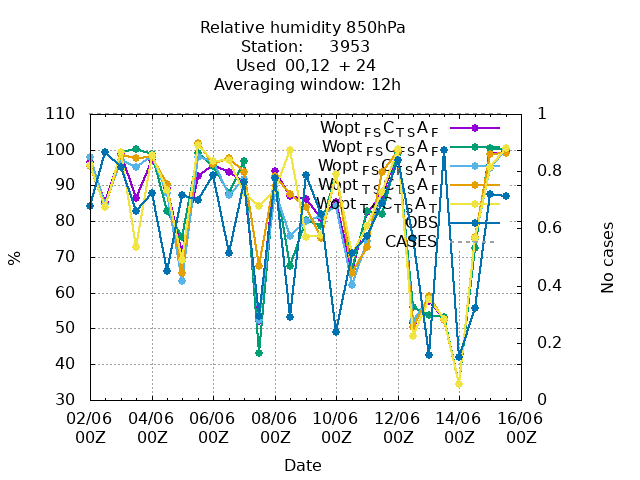 Relative humidity 850hPa
Station: 3953
Used 00,12 + 24
Averaging window: 12h
110 1
100
90 0.8
80
70 0.6
60 0.4
50
40 0.2
30 0
%
No cases
Wopt FS C T S A F
Wopt FS C F S A F
Wopt FS C T S A T
Wopt T S C F S A F
OBS
CASES
02/06 04/06 06/06 08/06 10/06 12/06 14/06 16/06
00Z 00Z 00Z 00Z 00Z 00Z 00Z 00Z
Date